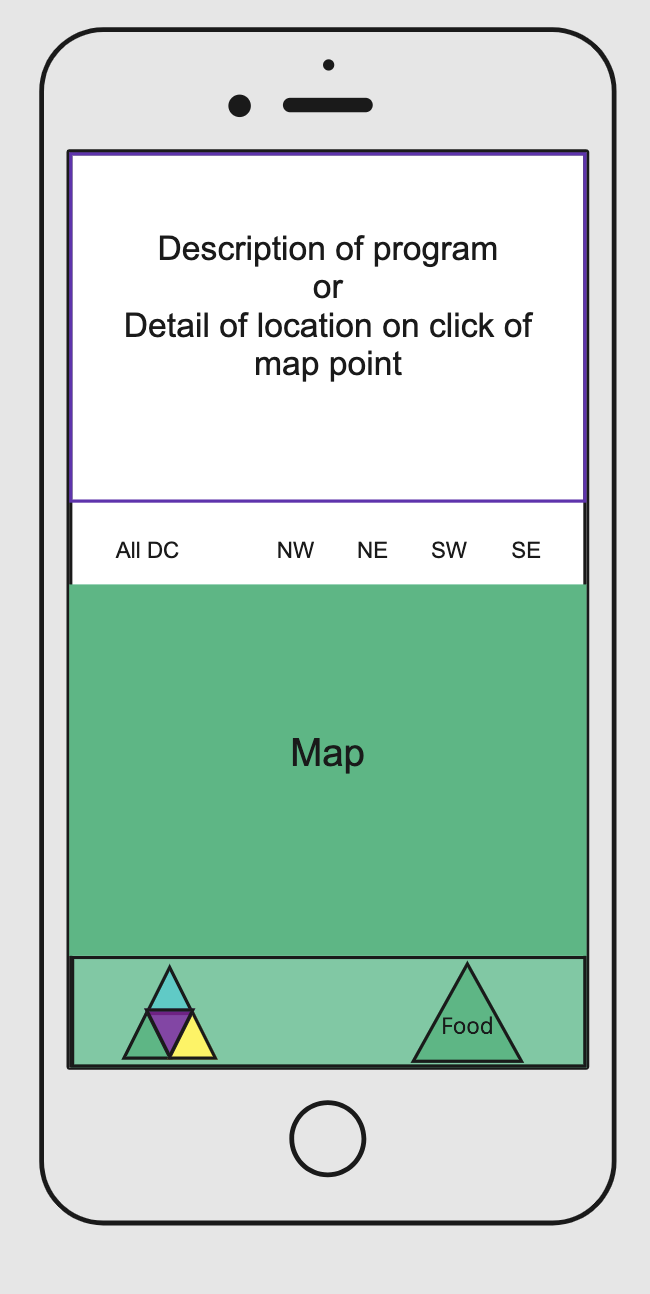 Description of program
or
Detail of location on click of
map point
All DC NW NE SW SE
Map
Food